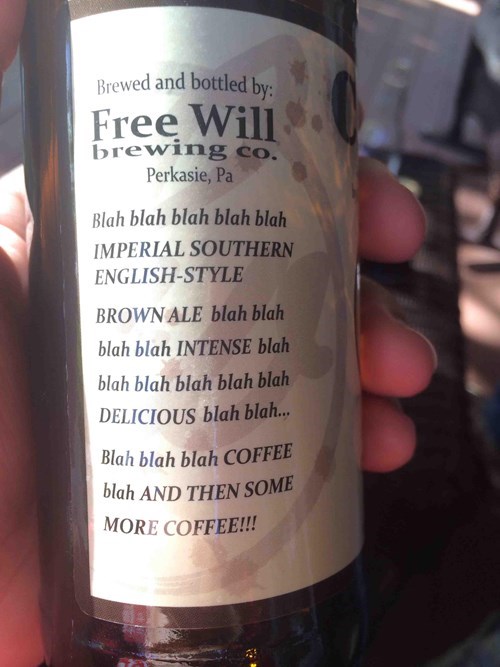 Brewed and bottled by:
Free Will
brewing co.
Perkasie, Pa
Blah blah blah blah blah
IMPERIAL SOUTHERN
ENGLISH-STYLE
BROWN ALE blah blah
blah blah INTENSE blah
blah blah blah blah blah
DELICIOUS blah blah...
Blah blah blah COFFEE
blah AND THEN SOME
MORE COFFEE!!!